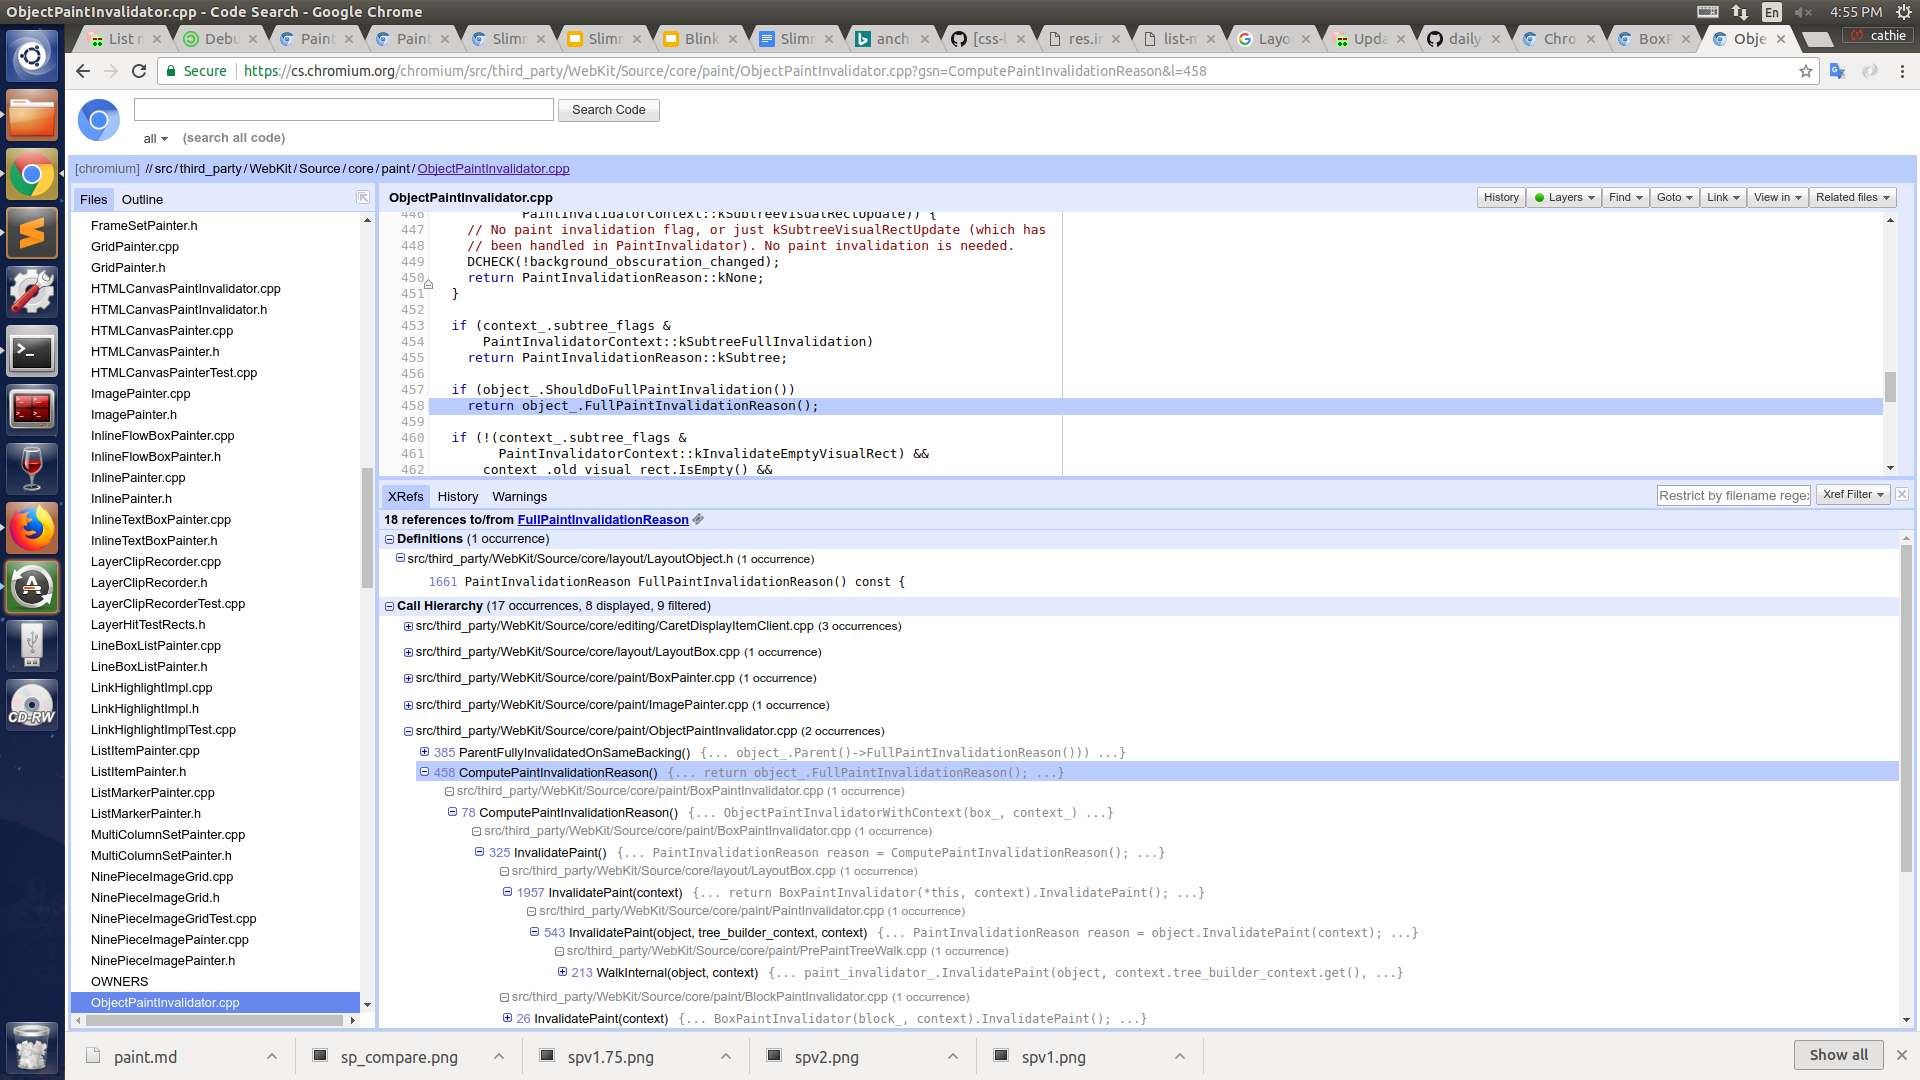 ObjectPaintInvalidator.cpp - Code Search - Google Chrome
En
4:55 PM
List n
Debu
Paint
Paint
Slimr
Slimr
Blink
Slimr
anch
[css-l
res.i
list-m
Layo
Upda
daily
Chro
BoxP
Obje
cathie
Secure
https://cs.chromium.org/chromium/src/third_party/WebKit/Source/core/paint/ObjectPaintInvalidator.cpp?gsn=ComputePaintInvalidationReason&l=458
Search Code
all
(search all code)
[chromium] // src / third_party / WebKit / Source / core / paint / ObjectPaintInvalidator.cpp
Files
Outline
FrameSetPainter.h
GridPainter.cpp
GridPainter.h
HTMLCanvasPaintInvalidator.cpp
HTMLCanvasPaintInvalidator.h
HTMLCanvasPainter.cpp
HTMLCanvasPainter.h
HTMLCanvasPainterTest.cpp
ImagePainter.cpp
ImagePainter.h
InlineFlowBoxPainter.cpp
InlineFlowBoxPainter.h
InlinePainter.cpp
InlinePainter.h
InlineTextBoxPainter.cpp
InlineTextBoxPainter.h
LayerClipRecorder.cpp
LayerClipRecorder.h
LayerClipRecorderTest.cpp
LayerHitTestRects.h
LineBoxListPainter.cpp
LineBoxListPainter.h
LinkHighlightImpl.cpp
LinkHighlightImpl.h
LinkHighlightImplTest.cpp
ListItemPainter.cpp
ListItemPainter.h
ListMarkerPainter.cpp
ListMarkerPainter.h
MultiColumnSetPainter.cpp
MultiColumnSetPainter.h
NinePieceImageGrid.cpp
NinePieceImageGrid.h
NinePieceImageGridTest.cpp
NinePieceImagePainter.cpp
NinePieceImagePainter.h
OWNERS
ObjectPaintInvalidator.cpp
ObjectPaintInvalidator.cpp
History
Layers
Find
Goto
Link
View in
Related files
446 PaintInvalidatorContext::kSubtreeVisualRectUpdate)) {
447 // No paint invalidation flag, or just kSubtreeVisualRectUpdate (which has
448 // been handled in PaintInvalidator). No paint invalidation is needed.
449 DCHECK(!background_obscuration_changed);
450 return PaintInvalidationReason::kNone;
451 }
452
453 if (context_.subtree_flags &
454 PaintInvalidatorContext::kSubtreeFullInvalidation)
455 return PaintInvalidationReason::kSubtree;
456
457 if (object_.ShouldDoFullPaintInvalidation())
458 return object_.FullPaintInvalidationReason();
459
460 if (!(context_.subtree_flags &
461 PaintInvalidatorContext::kInvalidateEmptyVisualRect) &&
462 context_.old_visual_rect.IsEmpty() &&
XRefs
History
Warnings
Restrict by filename rege:
Xref Filter
18 references to/from FullPaintInvalidationReason
Definitions (1 occurrence)
src/third_party/WebKit/Source/core/layout/LayoutObject.h (1 occurrence)
1661 PaintInvalidationReason FullPaintInvalidationReason() const {
Call Hierarchy (17 occurrences, 8 displayed, 9 filtered)
src/third_party/WebKit/Source/core/editing/CaretDisplayItemClient.cpp (3 occurrences)
src/third_party/WebKit/Source/core/layout/LayoutBox.cpp (1 occurrence)
src/third_party/WebKit/Source/core/paint/BoxPainter.cpp (1 occurrence)
src/third_party/WebKit/Source/core/paint/ImagePainter.cpp (1 occurrence)
src/third_party/WebKit/Source/core/paint/ObjectPaintInvalidator.cpp (2 occurrences)
385 ParentFullyInvalidatedOnSameBacking() {... object_.Parent()->FullPaintInvalidationReason())) ...}
458 ComputePaintInvalidationReason() {... return object_.FullPaintInvalidationReason(); ...}
src/third_party/WebKit/Source/core/paint/BoxPaintInvalidator.cpp (1 occurrence)
78 ComputePaintInvalidationReason() {... ObjectPaintInvalidatorWithContext(box_, context_) ...}
src/third_party/WebKit/Source/core/paint/BoxPaintInvalidator.cpp (1 occurrence)
325 InvalidatePaint() {... PaintInvalidationReason reason = ComputePaintInvalidationReason(); ...}
src/third_party/WebKit/Source/core/layout/LayoutBox.cpp (1 occurrence)
1957 InvalidatePaint(context) {... return BoxPaintInvalidator(*this, context).InvalidatePaint(); ...}
src/third_party/WebKit/Source/core/paint/PaintInvalidator.cpp (1 occurrence)
543 InvalidatePaint(object, tree_builder_context, context) {... PaintInvalidationReason reason = object.InvalidatePaint(context); ...}
src/third_party/WebKit/Source/core/paint/PrePaintTreeWalk.cpp (1 occurrence)
213 WalkInternal(object, context) {... paint_invalidator_.InvalidatePaint(object, context.tree_builder_context.get(), ...}
src/third_party/WebKit/Source/core/paint/BlockPaintInvalidator.cpp (1 occurrence)
26 InvalidatePaint(context) {... BoxPaintInvalidator(block_, context).InvalidatePaint(); ...}
CD-RW
paint.md
sp_compare.png
spv1.75.png
spv2.png
spv1.png
Show all